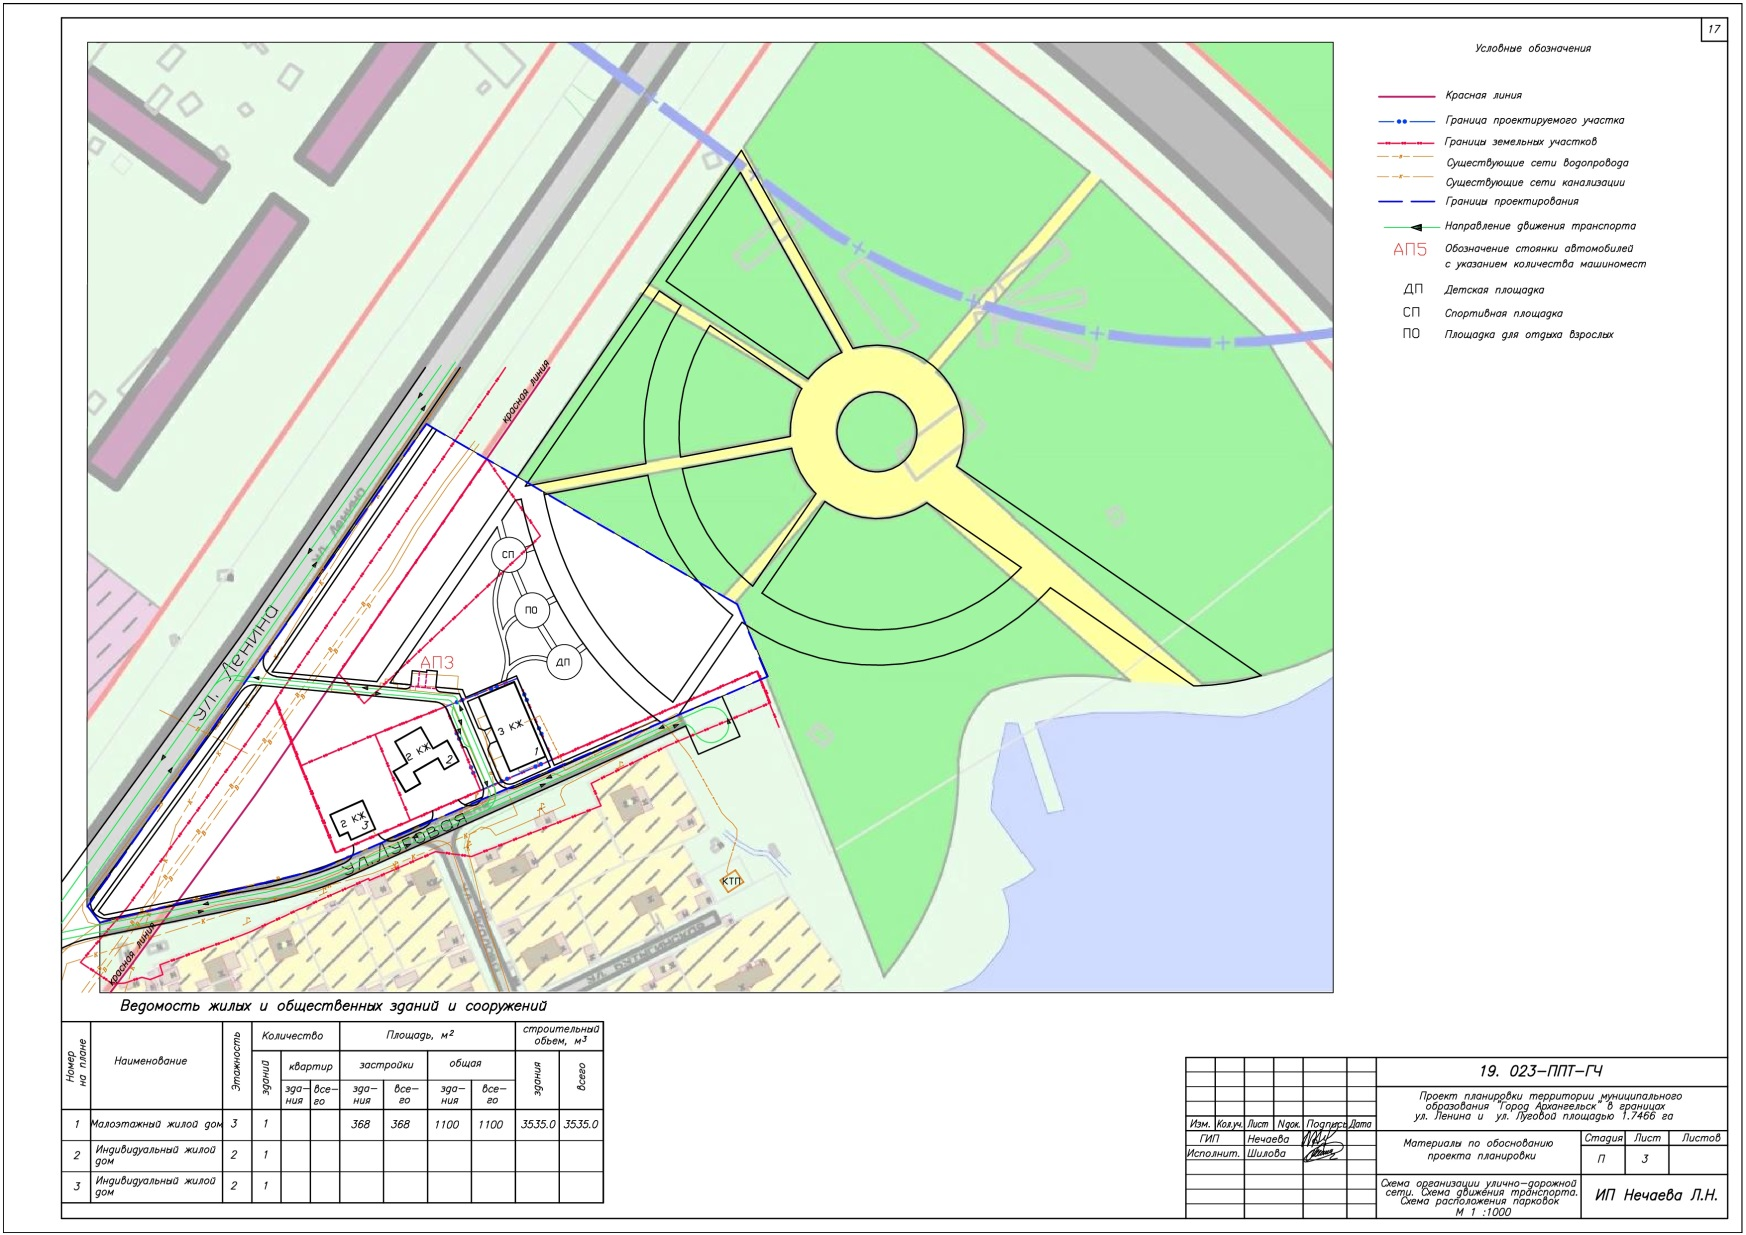 17
Условные обозначения
Красная линия
Граница проектируемого участка
Границы земельных участков
Существующие сети водопровода
Существующие сети канализации
Границы проектирования
Направление движения транспорта
АП5
Обозначение стоянки автомобилей
с указанием количества машиномест
ДП
Детская площадка
СП
Спортивная площадка
ПО
Площадка для отдыха взрослых
красная линия
ул. Ленина
СП
ПО
ДП
АП3
ул. Ленина
3 КЖ
1
2 КЖ
2
2 КЖ
3
ул.Луговоя
КТП
красная линия
Ведомость жилых и общественных зданий и сооружений
Номер на плане
Наименование
Этажность
Количество
Площадь, м²
строительный обьем, м³
зданий
квартир
застройки
общая
здания
всего
зда-ния
все-го
зда-ния
все-го
зда-ния
все-го
1 Малоэтажный жилой дом 3 1 368 368 1100 1100 3535.0 3535.0
2 Индивидуальный жилой дом 2 1
3 Индивидуальный жилой дом 2 1
19. 023-ППТ-ГЧ
Проект планировки территории муниципального
образования "Город Архангельск" в границах
ул. Ленина и ул. Луговой площадью 1.7466 га
Изм. Кол.уч. Лист Nдок. Подпись Дата
ГИП Нечаева
Исполнит. Шилова
Материалы по обоснованию
проекта планировки
Стадия Лист Листов
П 3
Схема организации улично-дорожной
сети. Схема движения транспорта.
Схема расположения парковок
М 1 :1000
ИП Нечаева Л.Н.